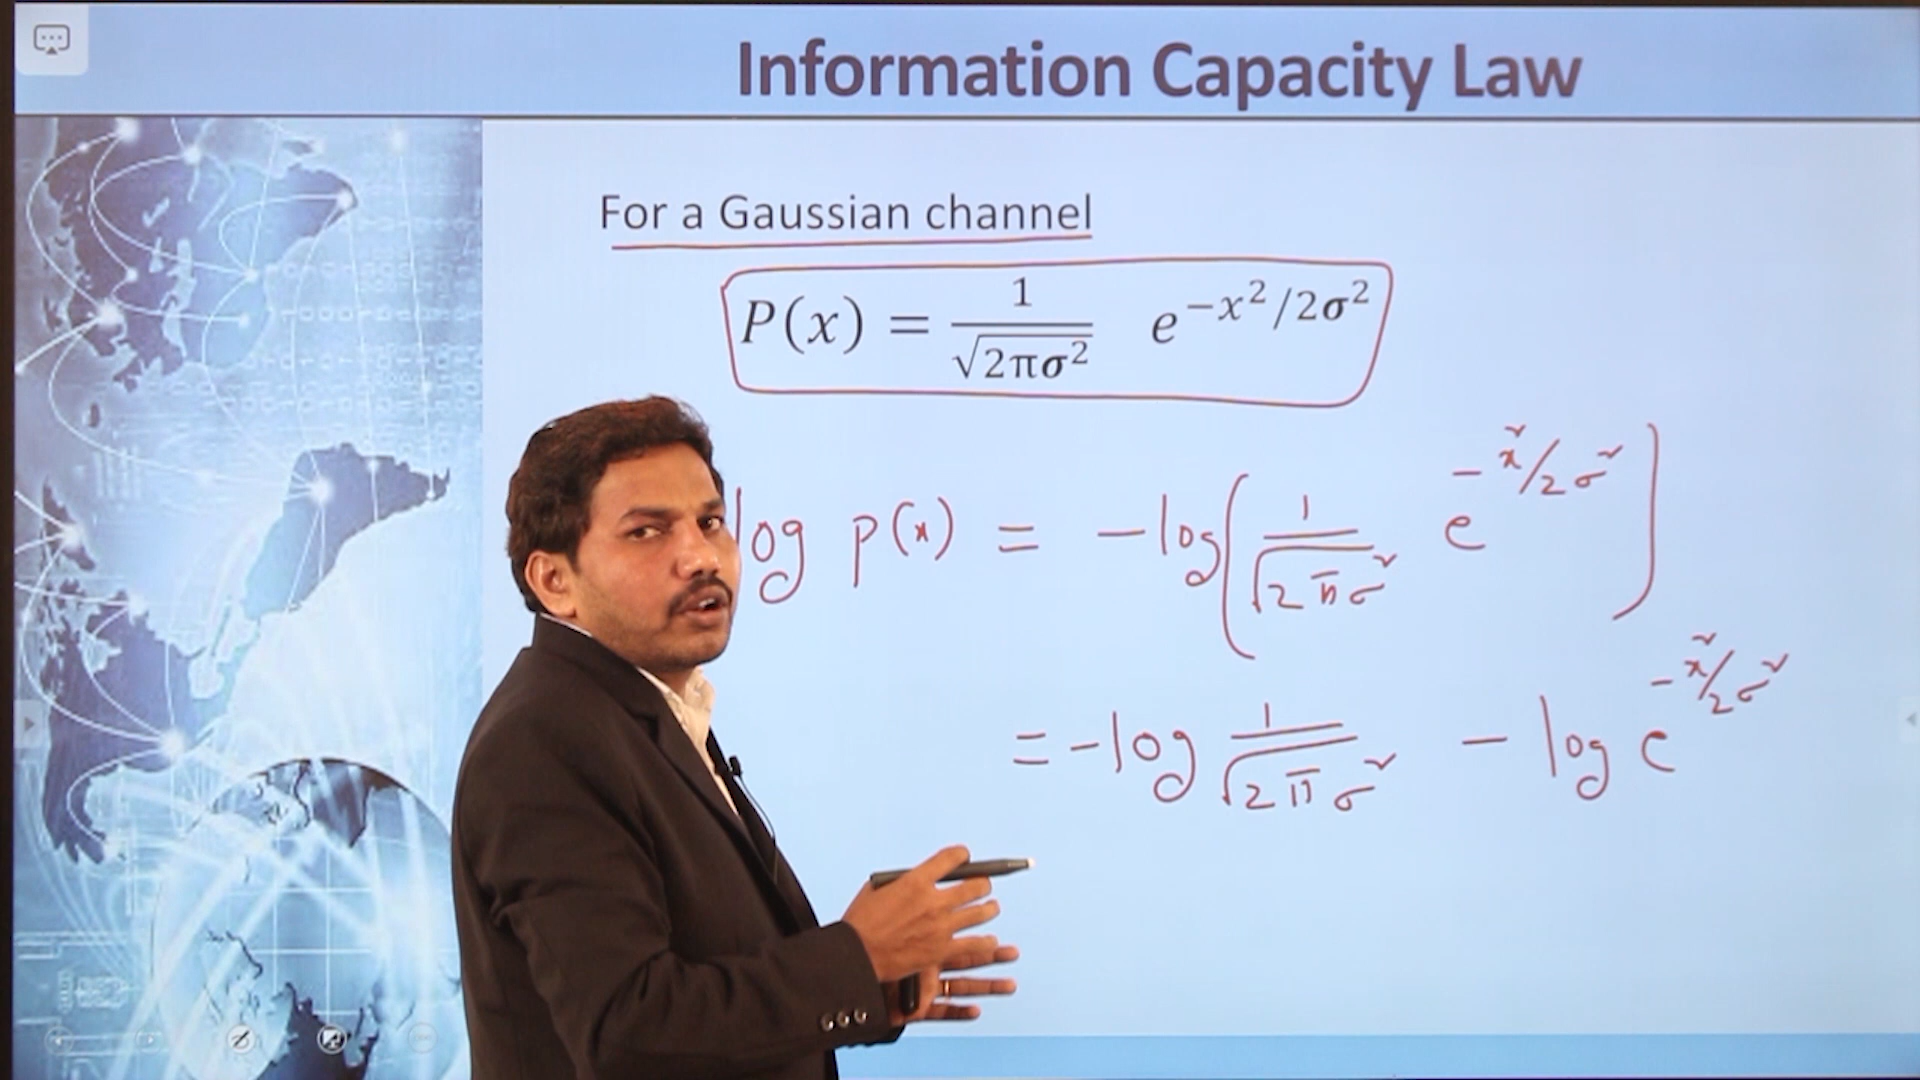 Information Capacity Law
For a Gaussian channel
P(x) = 1/√(2πσ²) e^(−x²/2σ²)
log p(x) = −log(1/√(2πσ²) e^(−x²/2σ²))
= −log 1/√(2πσ²) − log e^(−x²/2σ²)